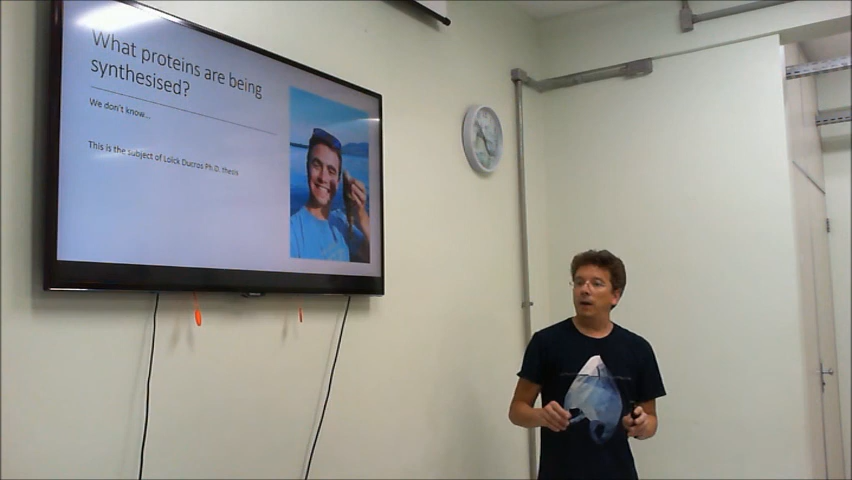 What proteins are being
synthesised?
We don't know...
This is the subject of Loïck Ducros Ph.D. thesis